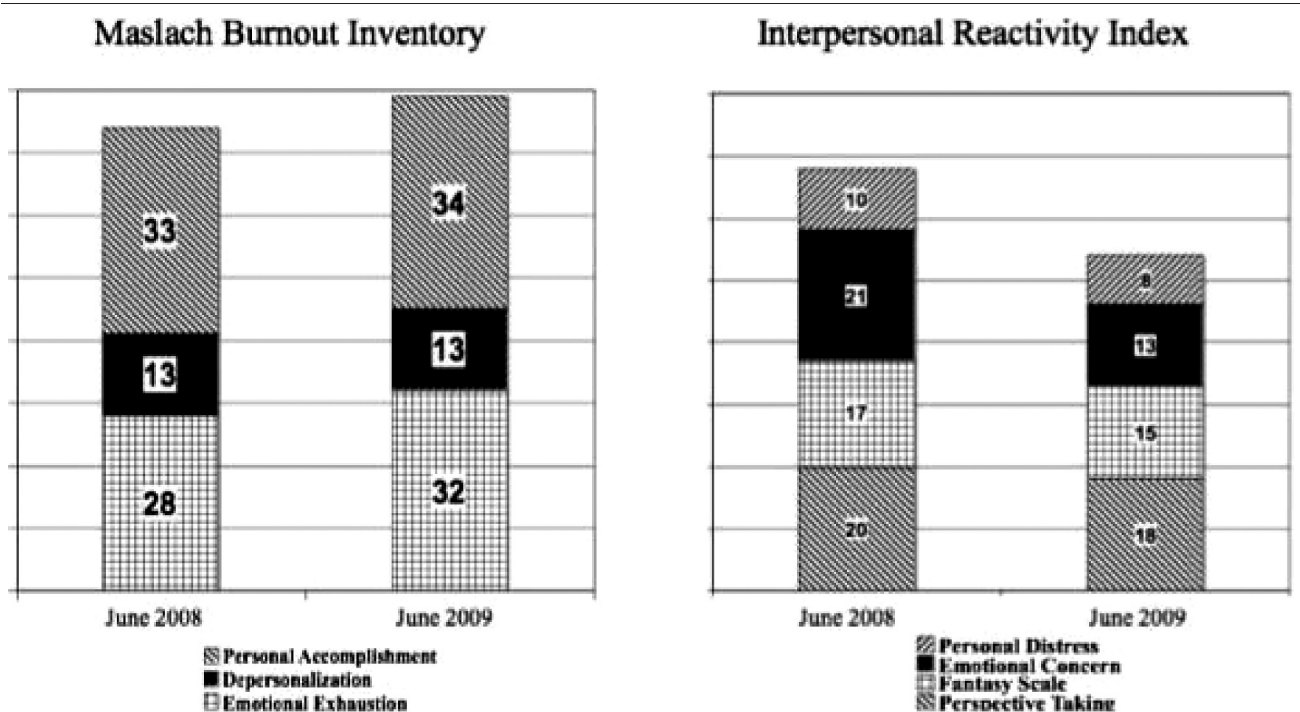 Maslach Burnout Inventory
33
13
28
34
13
32
June 2008
June 2009
Personal Accomplishment
Depersonalization
Emotional Exhaustion
Interpersonal Reactivity Index
10
21
17
20
8
13
15
18
June 2008
June 2009
Personal Distress
Emotional Concern
Fantasy Scale
Perspective Taking